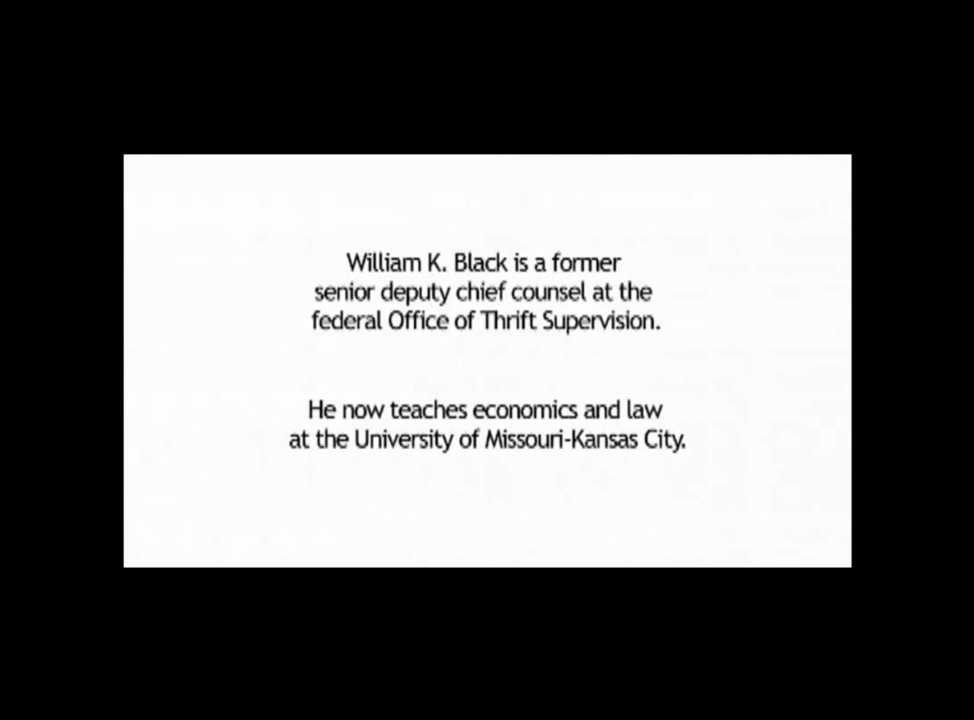 William K. Black is a former
senior deputy chief counsel at the
federal Office of Thrift Supervision.
He now teaches economics and law
at the University of Missouri-Kansas City.